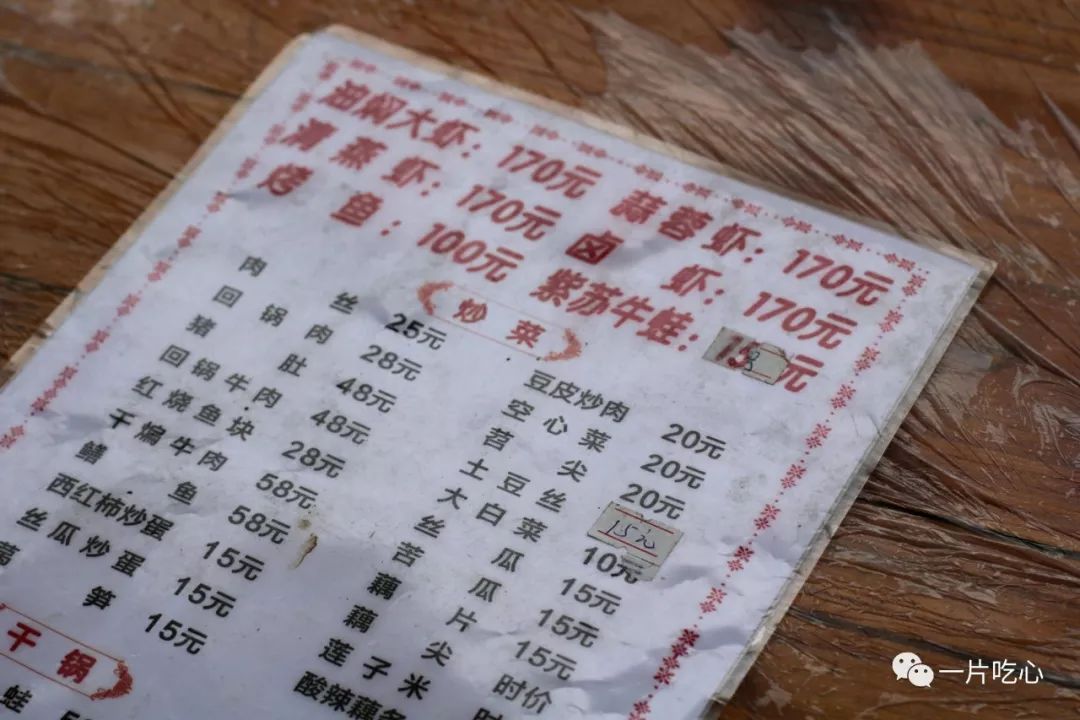 油焖大虾：170元 蒜蓉虾：170元
清蒸虾：170元 卤虾：170元
烤鱼：100元 紫苏牛蛙：元
炒菜
肉丝 25元 豆皮炒肉 20元
回锅肉 28元 空心菜 20元
猪肚 48元 莒尖 20元
回锅牛肉 48元 土豆丝 15元
红烧鱼块 28元 大白菜 10元
干煸牛肉 58元 丝瓜 15元
鳝鱼 58元 苦瓜 15元
西红柿炒蛋 15元 藕片 15元
丝瓜炒蛋 15元 藕尖 时价
笋 15元 莲子米
干锅 酸辣藕
蛙
一片吃心